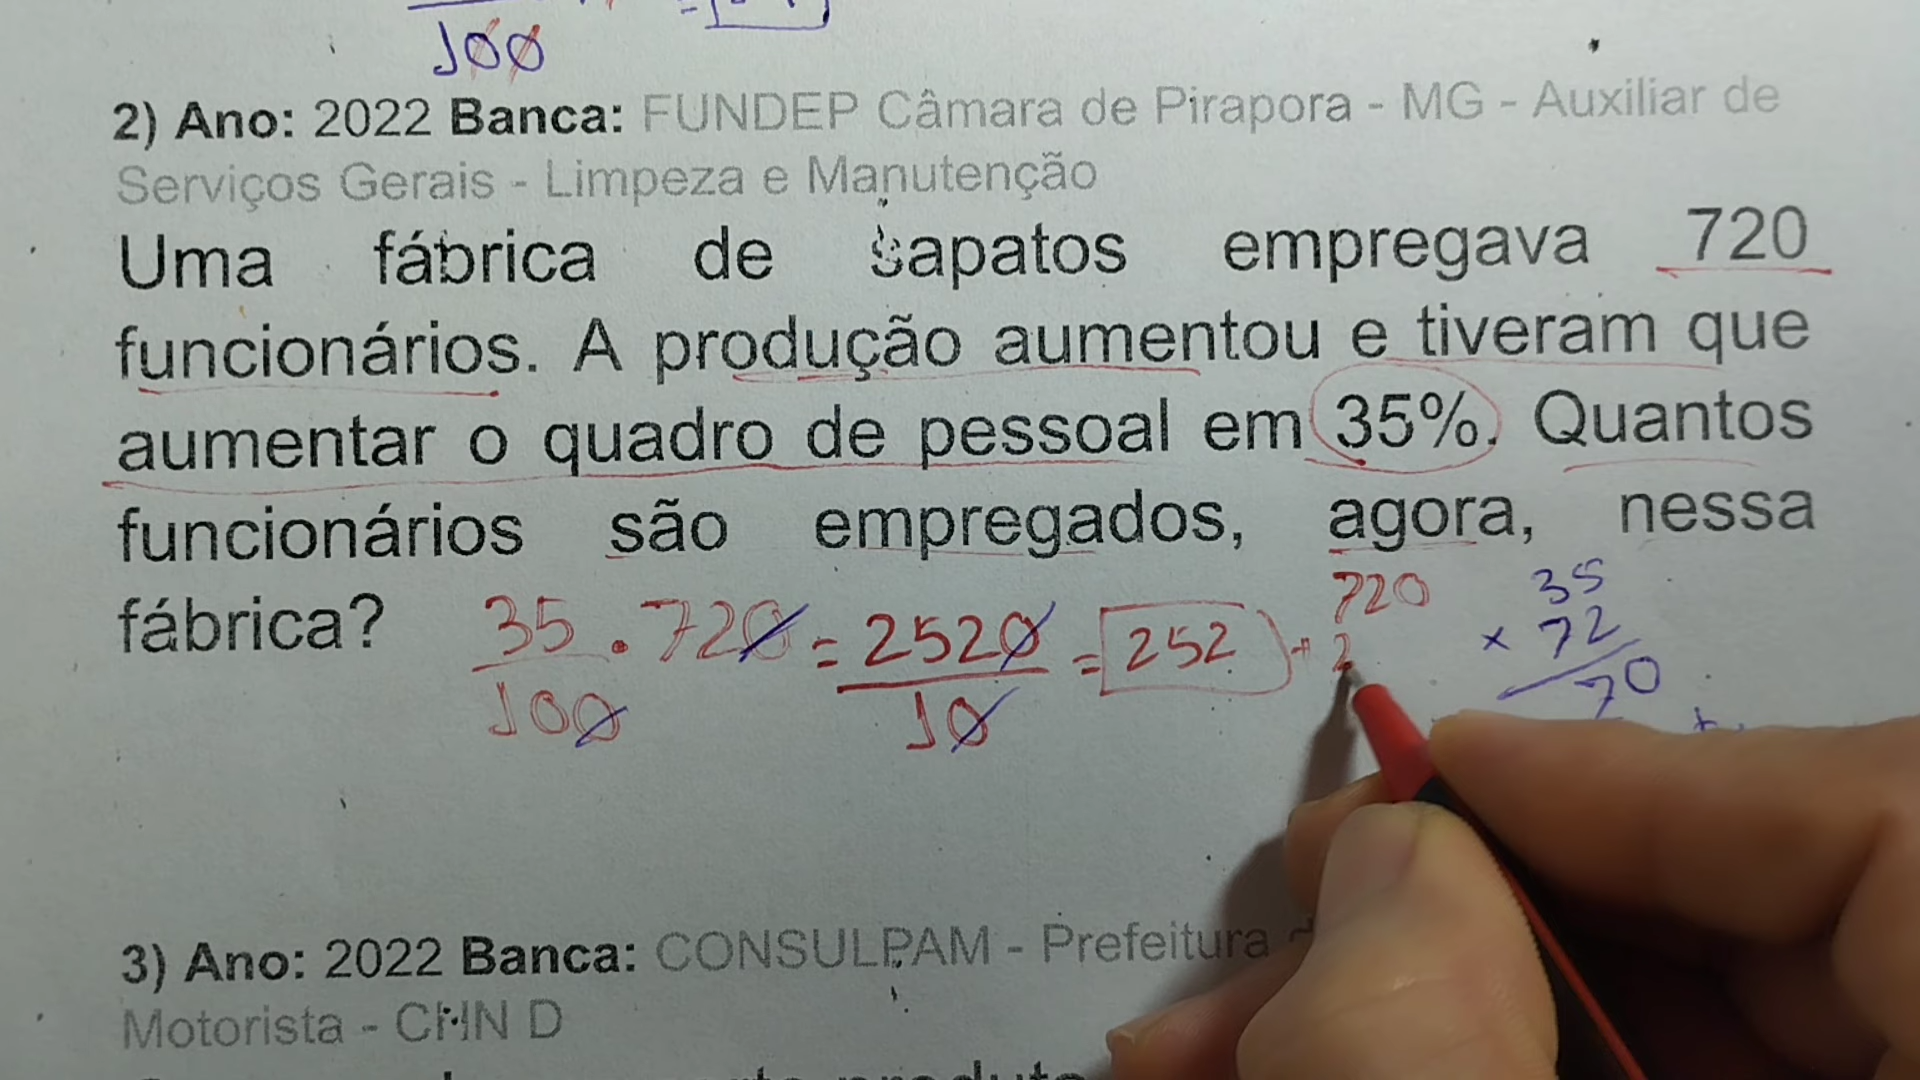 100
2) Ano: 2022 Banca: FUNDEP Câmara de Pirapora - MG - Auxiliar de
Serviços Gerais - Limpeza e Manutenção
Uma fábrica de sapatos empregava 720
funcionários. A produção aumentou e tiveram que
aumentar o quadro de pessoal em 35%. Quantos
funcionários são empregados, agora, nessa
fábrica?
35/100 . 720 = 2520/10 = 252
720
+ 2
35
x 72
70
3) Ano: 2022 Banca: CONSULPAM - Prefeitura
Motorista - CHN D
produto